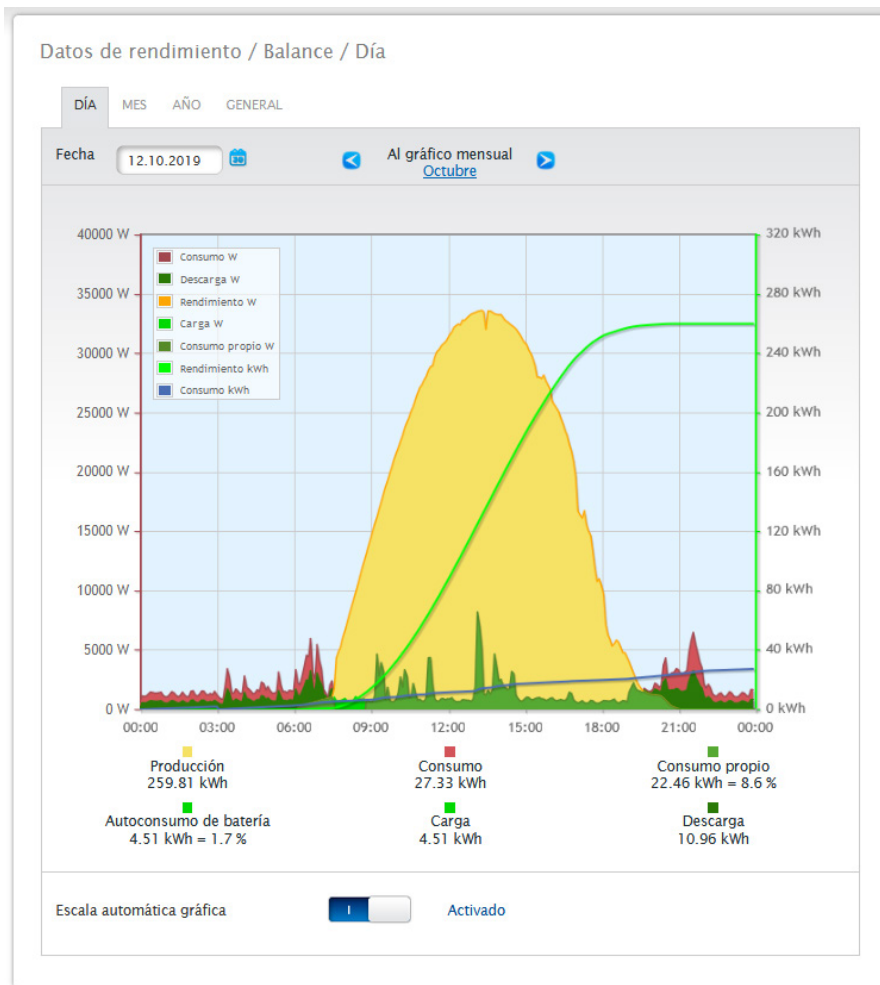 Datos de rendimiento / Balance / Día
DÍA MES AÑO GENERAL
Fecha 12.10.2019 Al gráfico mensual
Octubre
40000 W 320 kWh
Consumo W
Descarga W
35000 W 280 kWh
Rendimiento W
Carga W
Consumo propio W
30000 W 240 kWh
Rendimiento kWh
Consumo kWh
25000 W 200 kWh
20000 W 160 kWh
15000 W 120 kWh
10000 W 80 kWh
5000 W 40 kWh
0 W 0 kWh
00:00 03:00 06:00 09:00 12:00 15:00 18:00 21:00 00:00
Producción Consumo Consumo propio
259.81 kWh 27.33 kWh 22.46 kWh = 8.6 %
Autoconsumo de batería Carga Descarga
4.51 kWh = 1.7 % 4.51 kWh 10.96 kWh
Escala automática gráfica I Activado